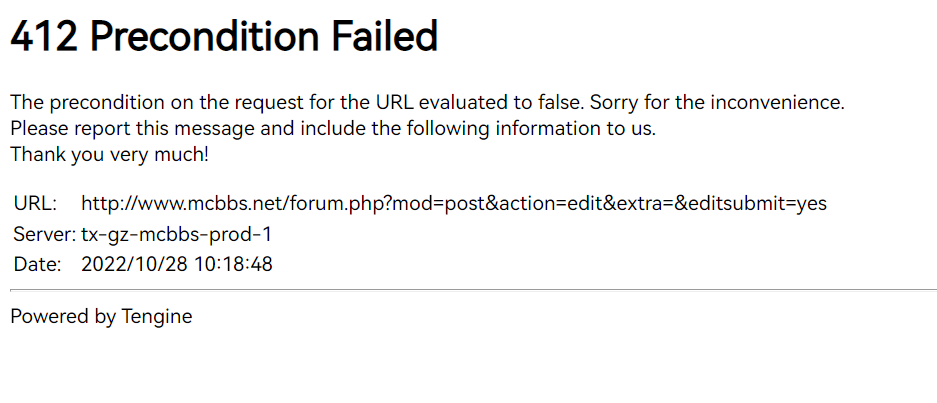 412 Precondition Failed
The precondition on the request for the URL evaluated to false. Sorry for the inconvenience.
Please report this message and include the following information to us.
Thank you very much!
URL: http://www.mcbbs.net/forum.php?mod=post&action=edit&extra=&editsubmit=yes
Server: tx-gz-mcbbs-prod-1
Date: 2022/10/28 10:18:48
Powered by Tengine